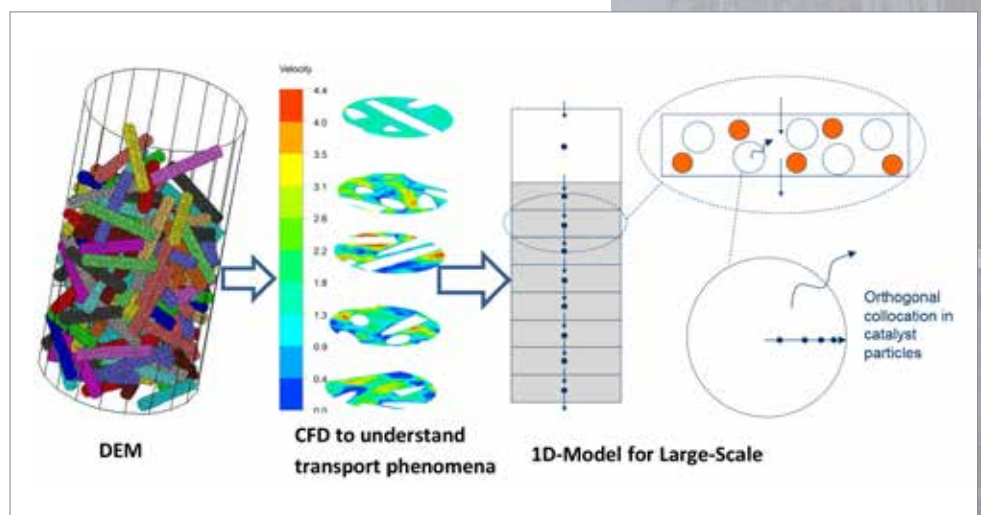 Velocity
4.4
4.0
3.5
3.1
2.6
2.2
1.8
1.3
0.9
0.4
0.0
DEM
CFD to understand
transport phenomena
1D-Model for Large-Scale
Orthogonal
collocation in
catalyst
particles